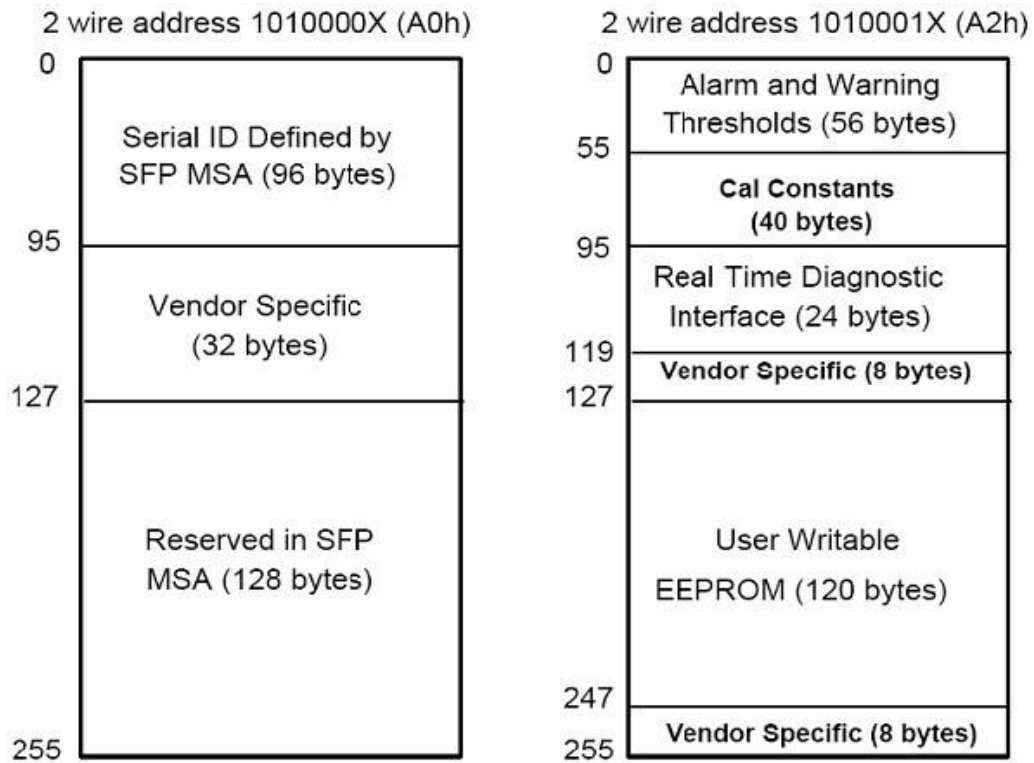 2 wire address 1010000X (A0h)
0
Serial ID Defined by
SFP MSA (96 bytes)
95
Vendor Specific
(32 bytes)
127
Reserved in SFP
MSA (128 bytes)
255
2 wire address 1010001X (A2h)
0
Alarm and Warning
Thresholds (56 bytes)
55
Cal Constants
(40 bytes)
95
Real Time Diagnostic
Interface (24 bytes)
119
Vendor Specific (8 bytes)
127
User Writable
EEPROM (120 bytes)
247
Vendor Specific (8 bytes)
255